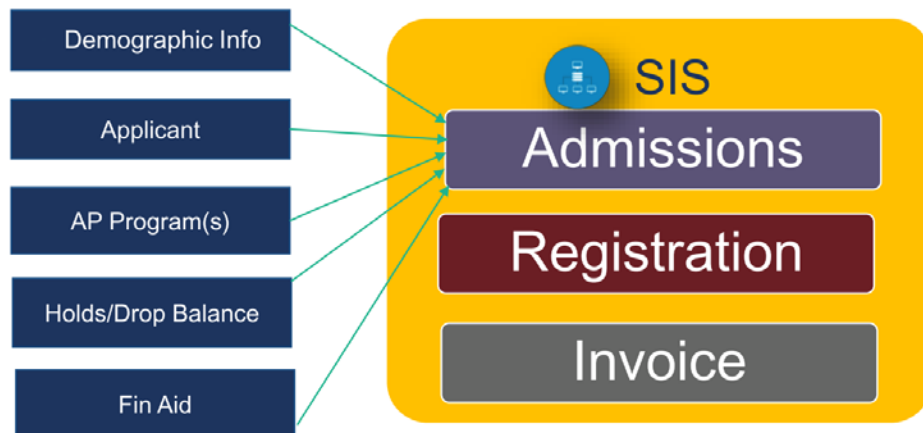 Demographic Info
Applicant
AP Program(s)
Holds/Drop Balance
Fin Aid
SIS
Admissions
Registration
Invoice